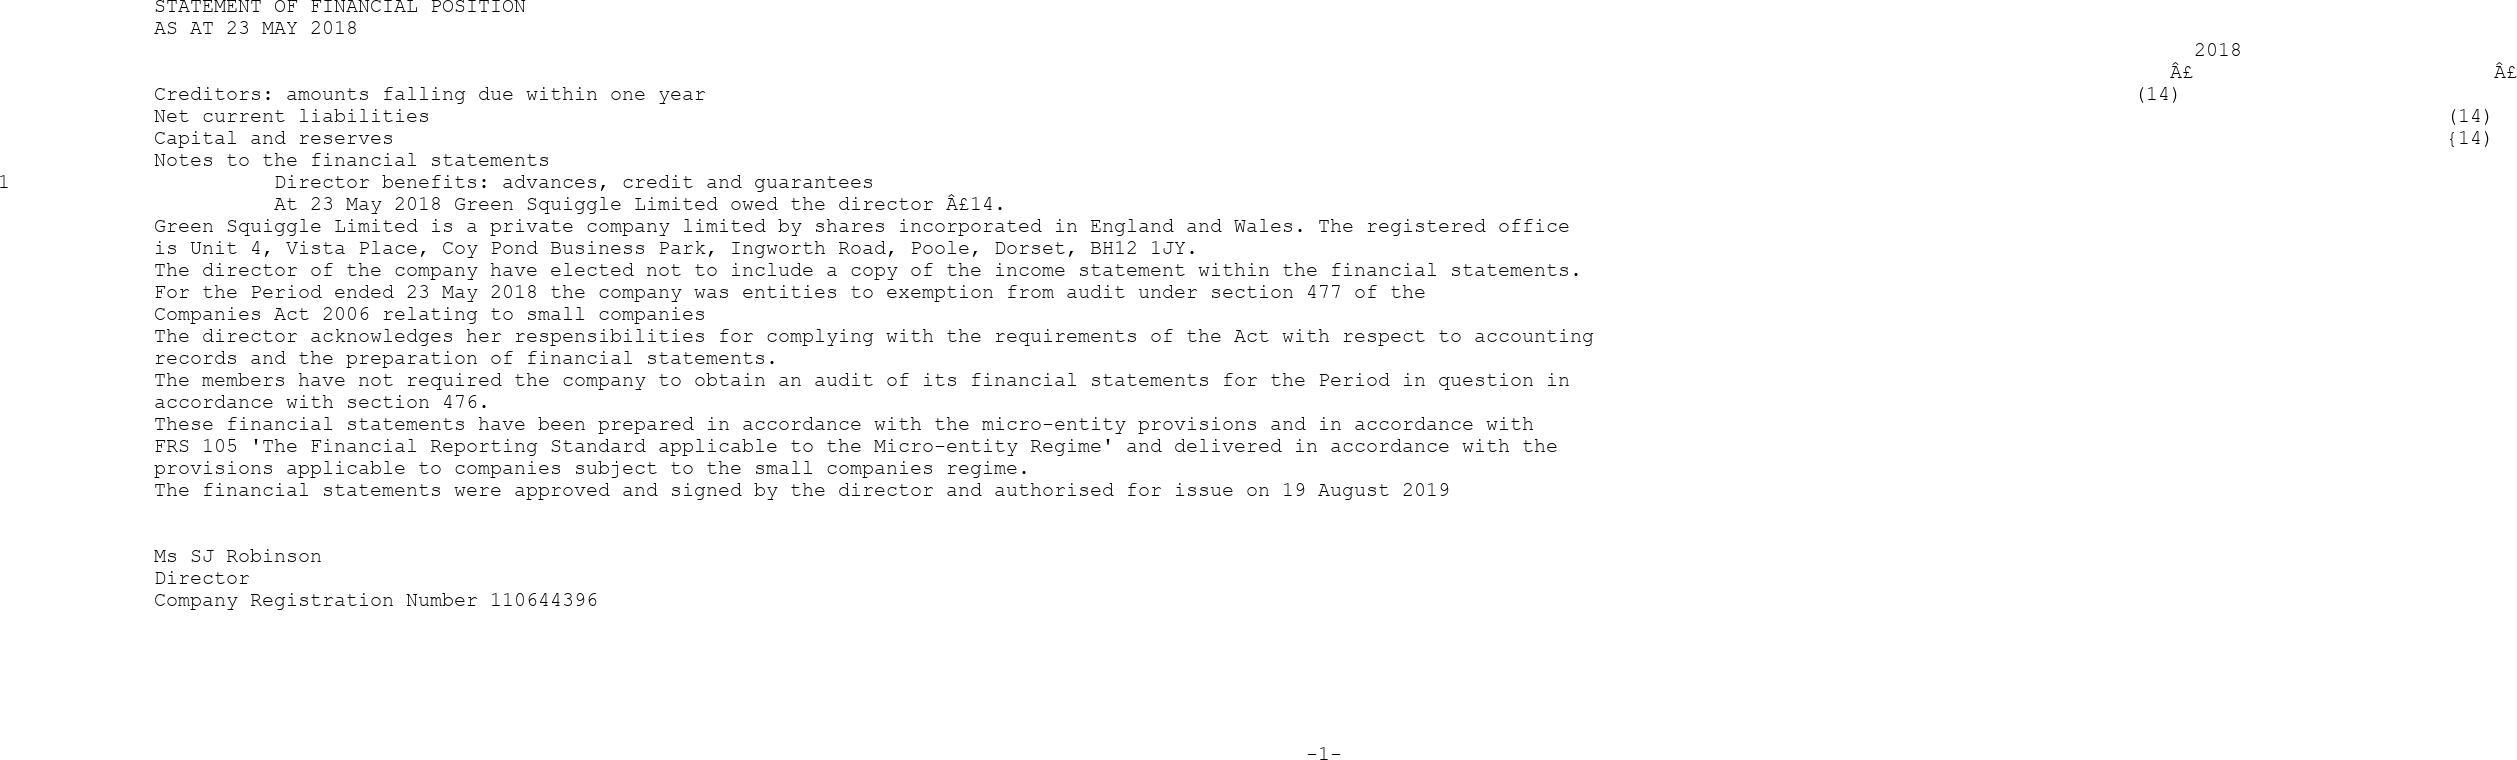 STATEMENT OF FINANCIAL POSITION
AS AT 23 MAY 2018
2018
Â£ Â£
Creditors: amounts falling due within one year (14)
Net current liabilities (14)
Capital and reserves {14)
Notes to the financial statements
1 Director benefits: advances, credit and guarantees
At 23 May 2018 Green Squiggle Limited owed the director Â£14.
Green Squiggle Limited is a private company limited by shares incorporated in England and Wales. The registered office
is Unit 4, Vista Place, Coy Pond Business Park, Ingworth Road, Poole, Dorset, BH12 1JY.
The director of the company have elected not to include a copy of the income statement within the financial statements.
For the Period ended 23 May 2018 the company was entities to exemption from audit under section 477 of the
Companies Act 2006 relating to small companies
The director acknowledges her respensibilities for complying with the requirements of the Act with respect to accounting
records and the preparation of financial statements.
The members have not required the company to obtain an audit of its financial statements for the Period in question in
accordance with section 476.
These financial statements have been prepared in accordance with the micro-entity provisions and in accordance with
FRS 105 'The Financial Reporting Standard applicable to the Micro-entity Regime' and delivered in accordance with the
provisions applicable to companies subject to the small companies regime.
The financial statements were approved and signed by the director and authorised for issue on 19 August 2019
Ms SJ Robinson
Director
Company Registration Number 110644396
-1-